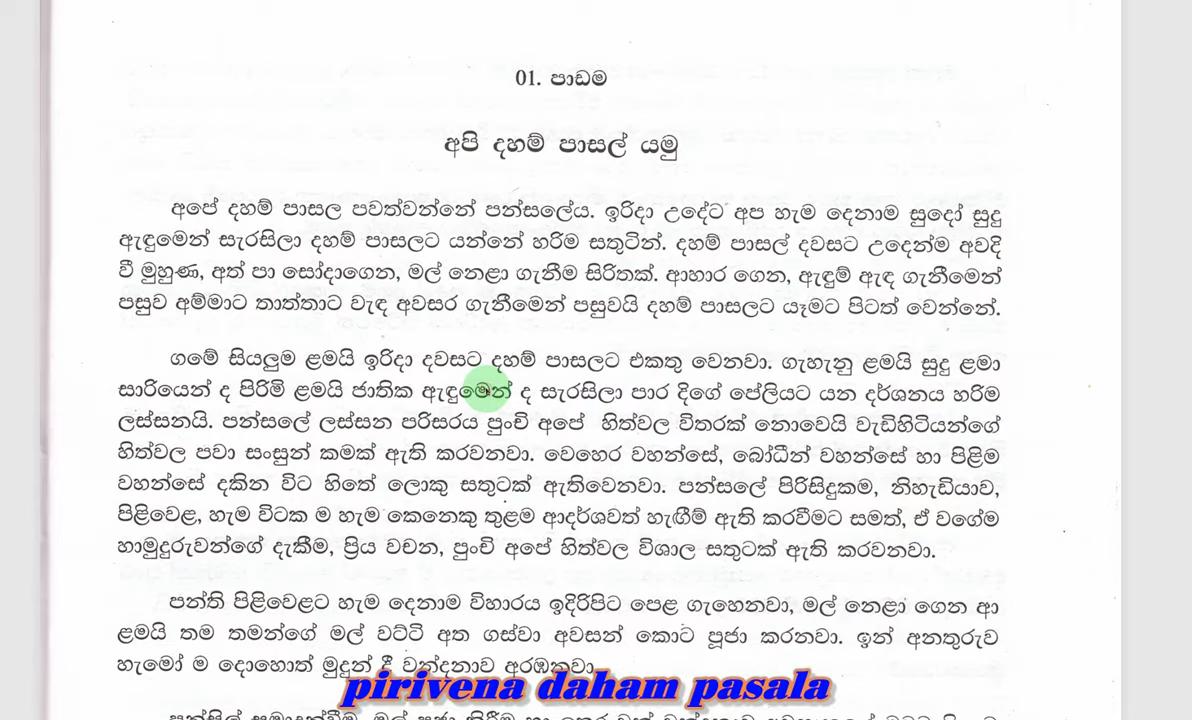 01. පාඩම
අපි දහම් පාසල් යමු
අපේ දහම් පාසල පවත්වන්නේ පන්සලේය. ඉරිදා උදේට අප හැම දෙනාම සුදෝ සුදු
ඇඳුමෙන් සැරසිලා දහම් පාසලට යන්නේ හරිම සතුටින්. දහම් පාසල් දවසට උදෙන්ම අවදි
වී මුහුණ, අත් පා සෝදාගෙන, මල් නෙළා ගැනීම සිරිතක්. ආහාර ගෙන, ඇඳුම් ඇඳ ගැනීමෙන්
පසුව අම්මාට තාත්තාට වැඳ අවසර ගැනීමෙන් පසුවයි දහම් පාසලට යෑමට පිටත් වෙන්නේ.
ගමේ සියලුම ළමයි ඉරිදා දවසට දහම් පාසලට එකතු වෙනවා. ගැහැනු ළමයි සුදු ළමා
සාරියෙන් ද පිරිමි ළමයි ජාතික ඇඳුමෙන් ද සැරසිලා පාර දිගේ පේලියට යන දර්ශනය හරිම
ලස්සනයි. පන්සලේ ලස්සන පරිසරය පුංචි අපේ හිත්වල විතරක් නොවෙයි වැඩිහිටියන්ගේ
හිත්වල පවා සංසුන් කමක් ඇති කරවනවා. වෙහෙර වහන්සේ, බෝධීන් වහන්සේ හා පිළිම
වහන්සේ දකින විට හිතේ ලොකු සතුටක් ඇතිවෙනවා. පන්සලේ පිරිසිදුකම, නිහැඩියාව,
පිළිවෙළ, හැම විටක ම හැම කෙනෙකු තුළම ආදර්ශවත් හැඟීම් ඇති කරවීමට සමත්, ඒ වගේම
හාමුදුරුවන්ගේ දැකීම, ප්‍රිය වචන, පුංචි අපේ හිත්වල විශාල සතුටක් ඇති කරවනවා.
පන්ති පිළිවෙළට හැම දෙනාම විහාරය ඉදිරිපිට පෙළ ගැහෙනවා, මල් නෙළා ගෙන ආ
ළමයි තම තමන්ගේ මල් වට්ටි අත ගස්වා අවසන් කොට පූජා කරනවා. ඉන් අනතුරුව
හැමෝ ම දොහොත් මුදුන් දී වන්දනාව අරඹනවා
pirivena daham pasala